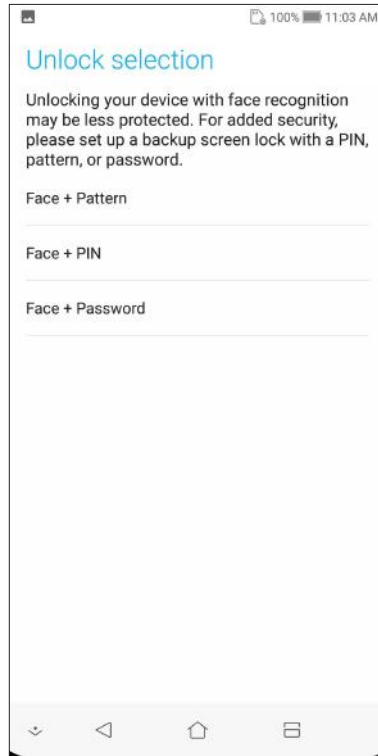 100% 11:03 AM
Unlock selection
Unlocking your device with face recognition
may be less protected. For added security,
please set up a backup screen lock with a PIN,
pattern, or password.
Face + Pattern
Face + PIN
Face + Password